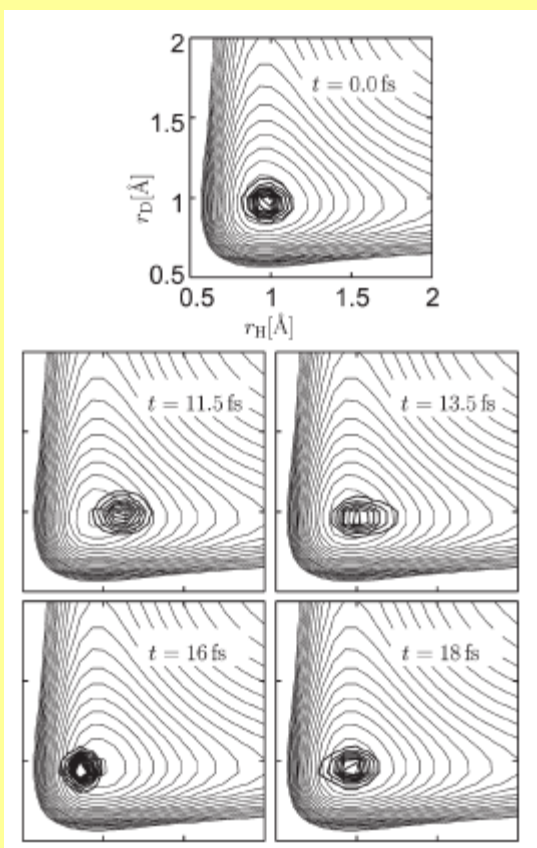 2
t = 0.0 fs
1.5
r_D[Å]
1
0.5
0.5 1 1.5 2
r_H[Å]
t = 11.5 fs
t = 13.5 fs
t = 16 fs
t = 18 fs